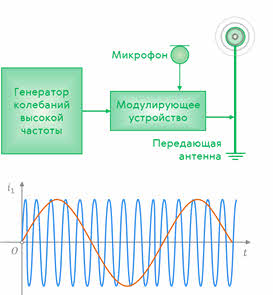 Микрофон
Генератор
колебаний
высокой
частоты
Модулирующее
устройство
Передающая
антенна
i₁
O
t